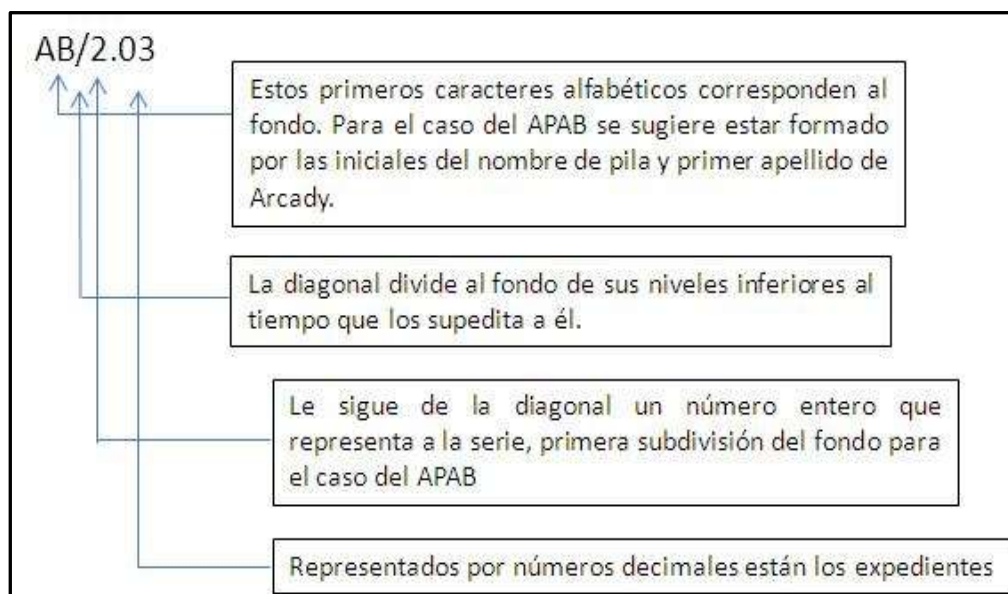 AB/2.03
Estos primeros caracteres alfabéticos corresponden al
fondo. Para el caso del APAB se sugiere estar formado
por las iniciales del nombre de pila y primer apellido de
Arcady.
La diagonal divide al fondo de sus niveles inferiores al
tiempo que los supedita a él.
Le sigue de la diagonal un número entero que
representa a la serie, primera subdivisión del fondo para
el caso del APAB
Representados por números decimales están los expedientes